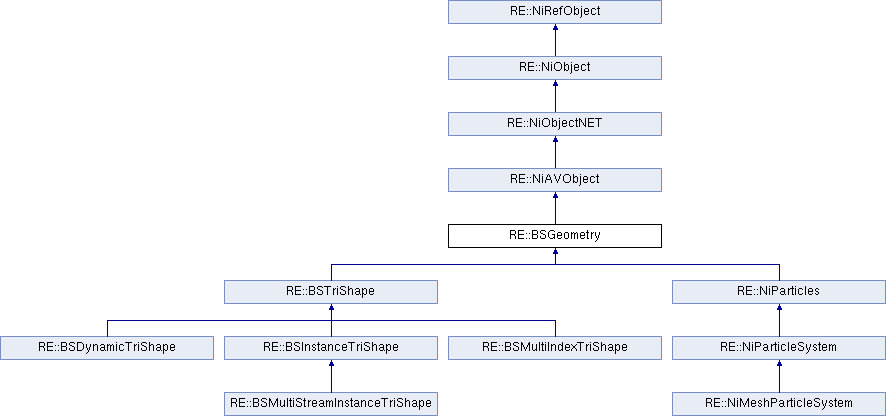 RE::NiRefObject
RE::NiObject
RE::NiObjectNET
RE::NiAVObject
RE::BSGeometry
RE::BSTriShape
RE::NiParticles
RE::BSDynamicTriShape
RE::BSInstanceTriShape
RE::BSMultiIndexTriShape
RE::NiParticleSystem
RE::BSMultiStreamInstanceTriShape
RE::NiMeshParticleSystem